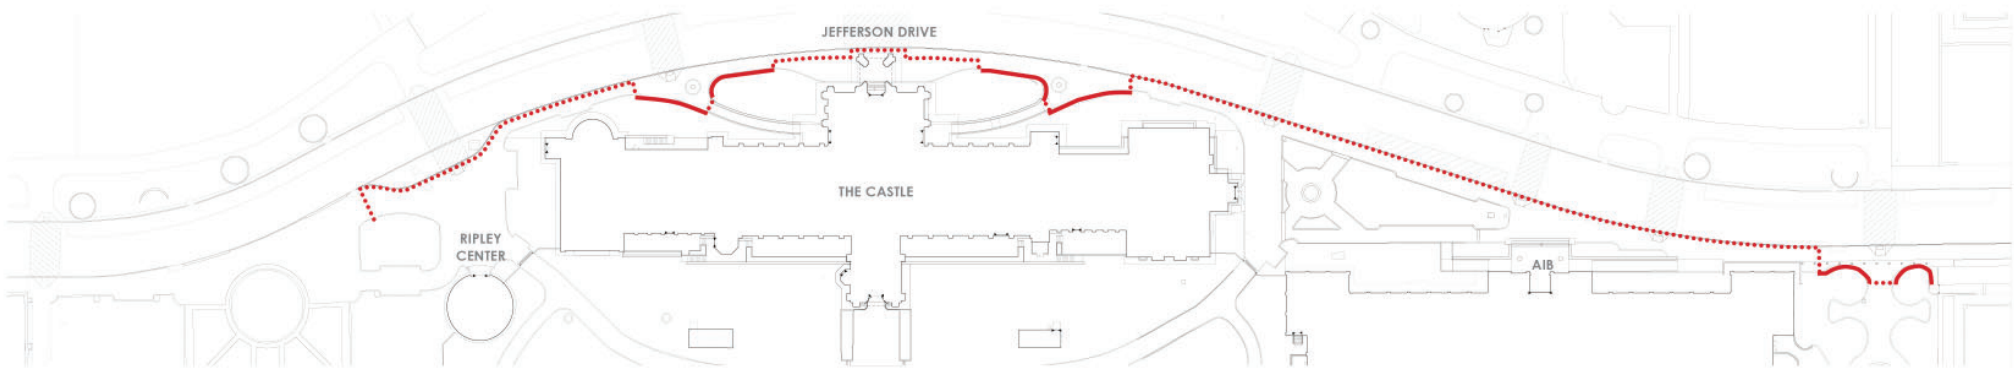 JEFFERSON DRIVE
THE CASTLE
RIPLEY
CENTER
AIB